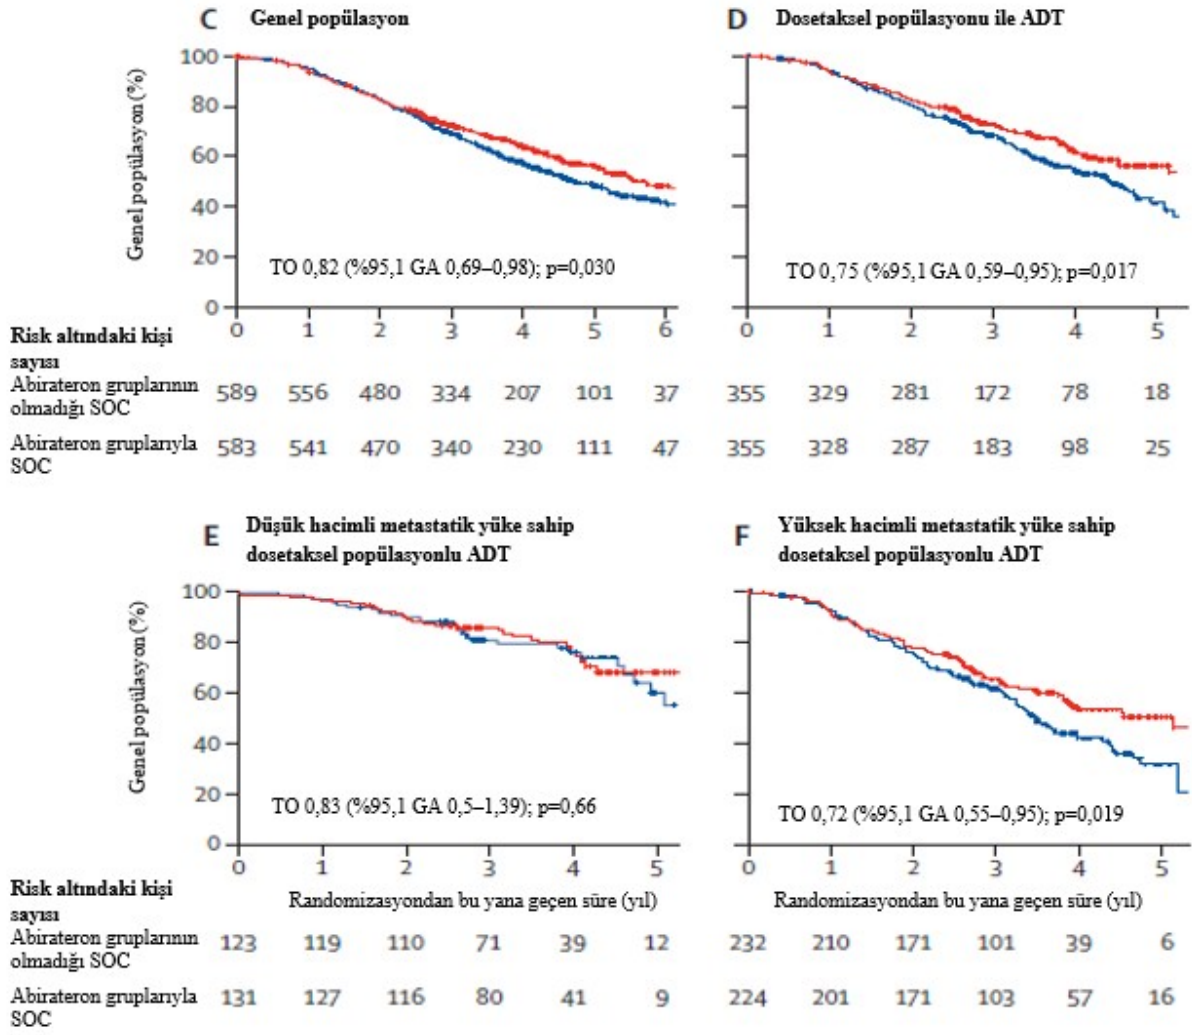 C Genel popülasyon
Genel popülasyon (%)
100
80
60
40
20
0
TO 0,82 (%95,1 GA 0,69–0,98); p=0,030
0 1 2 3 4 5 6
Risk altındaki kişi
sayısı
Abirateron gruplarının
olmadığı SOC
589 556 480 334 207 101 37
Abirateron gruplarıyla
SOC
583 541 470 340 230 111 47
D Dosetaksel popülasyonu ile ADT
TO 0,75 (%95,1 GA 0,59–0,95); p=0,017
0 1 2 3 4 5
355 329 281 172 78 18
355 328 287 183 98 25
E Düşük hacimli metastatik yüke sahip
dosetaksel popülasyonlu ADT
Genel popülasyon (%)
100
80
60
40
20
0
TO 0,83 (%95,1 GA 0,5–1,39); p=0,66
0 1 2 3 4 5
Randomizasyondan bu yana geçen süre (yıl)
Risk altındaki kişi
sayısı
Abirateron gruplarının
olmadığı SOC
123 119 110 71 39 12
Abirateron gruplarıyla
SOC
131 127 116 80 41 9
F Yüksek hacimli metastatik yüke sahip
dosetaksel popülasyonlu ADT
TO 0,72 (%95,1 GA 0,55–0,95); p=0,019
0 1 2 3 4 5
Randomizasyondan bu yana geçen süre (yıl)
232 210 171 101 39 6
224 201 171 103 57 16